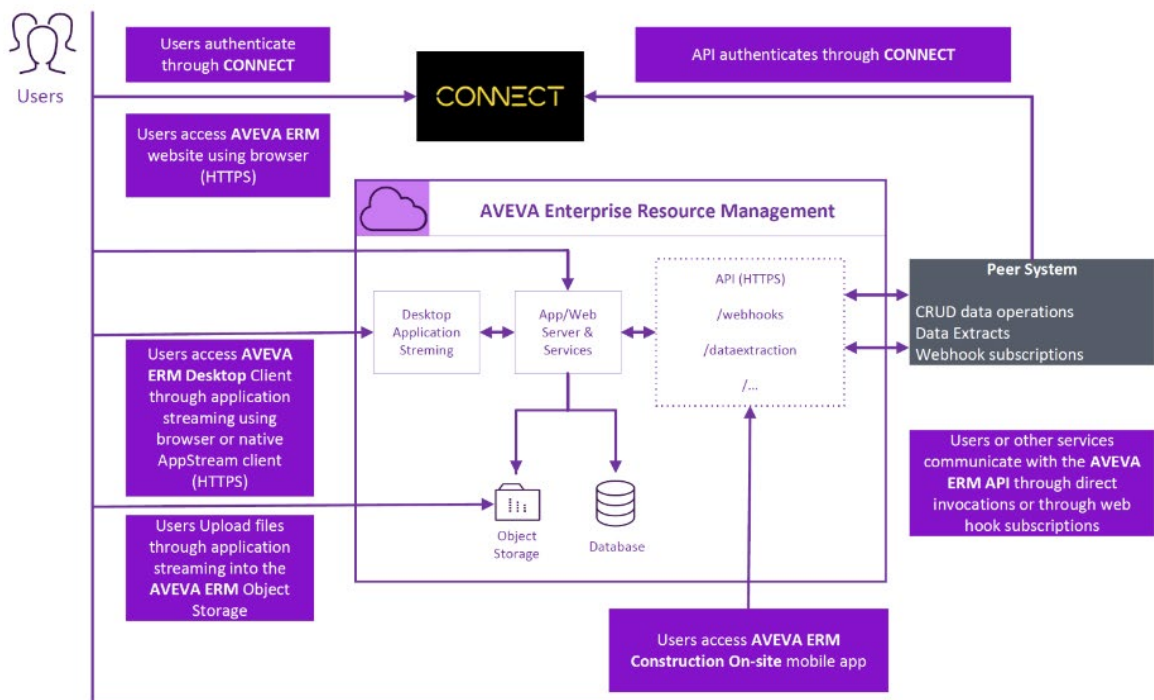 Users
Users authenticate
through CONNECT
CONNECT
API authenticates through CONNECT
Users access AVEVA ERM
website using browser
(HTTPS)
AVEVA Enterprise Resource Management
Desktop
Application
Streming
App/Web
Server &
Services
API (HTTPS)
/webhooks
/dataextraction
/...
Peer System
CRUD data operations
Data Extracts
Webhook subscriptions
Users access AVEVA
ERM Desktop Client
through application
streaming using
browser or native
AppStream client
(HTTPS)
Users or other services
communicate with the AVEVA
ERM API through direct
invocations or through web
hook subscriptions
Object
Storage
Database
Users Upload files
through application
streaming into the
AVEVA ERM Object
Storage
Users access AVEVA ERM
Construction On-site mobile app